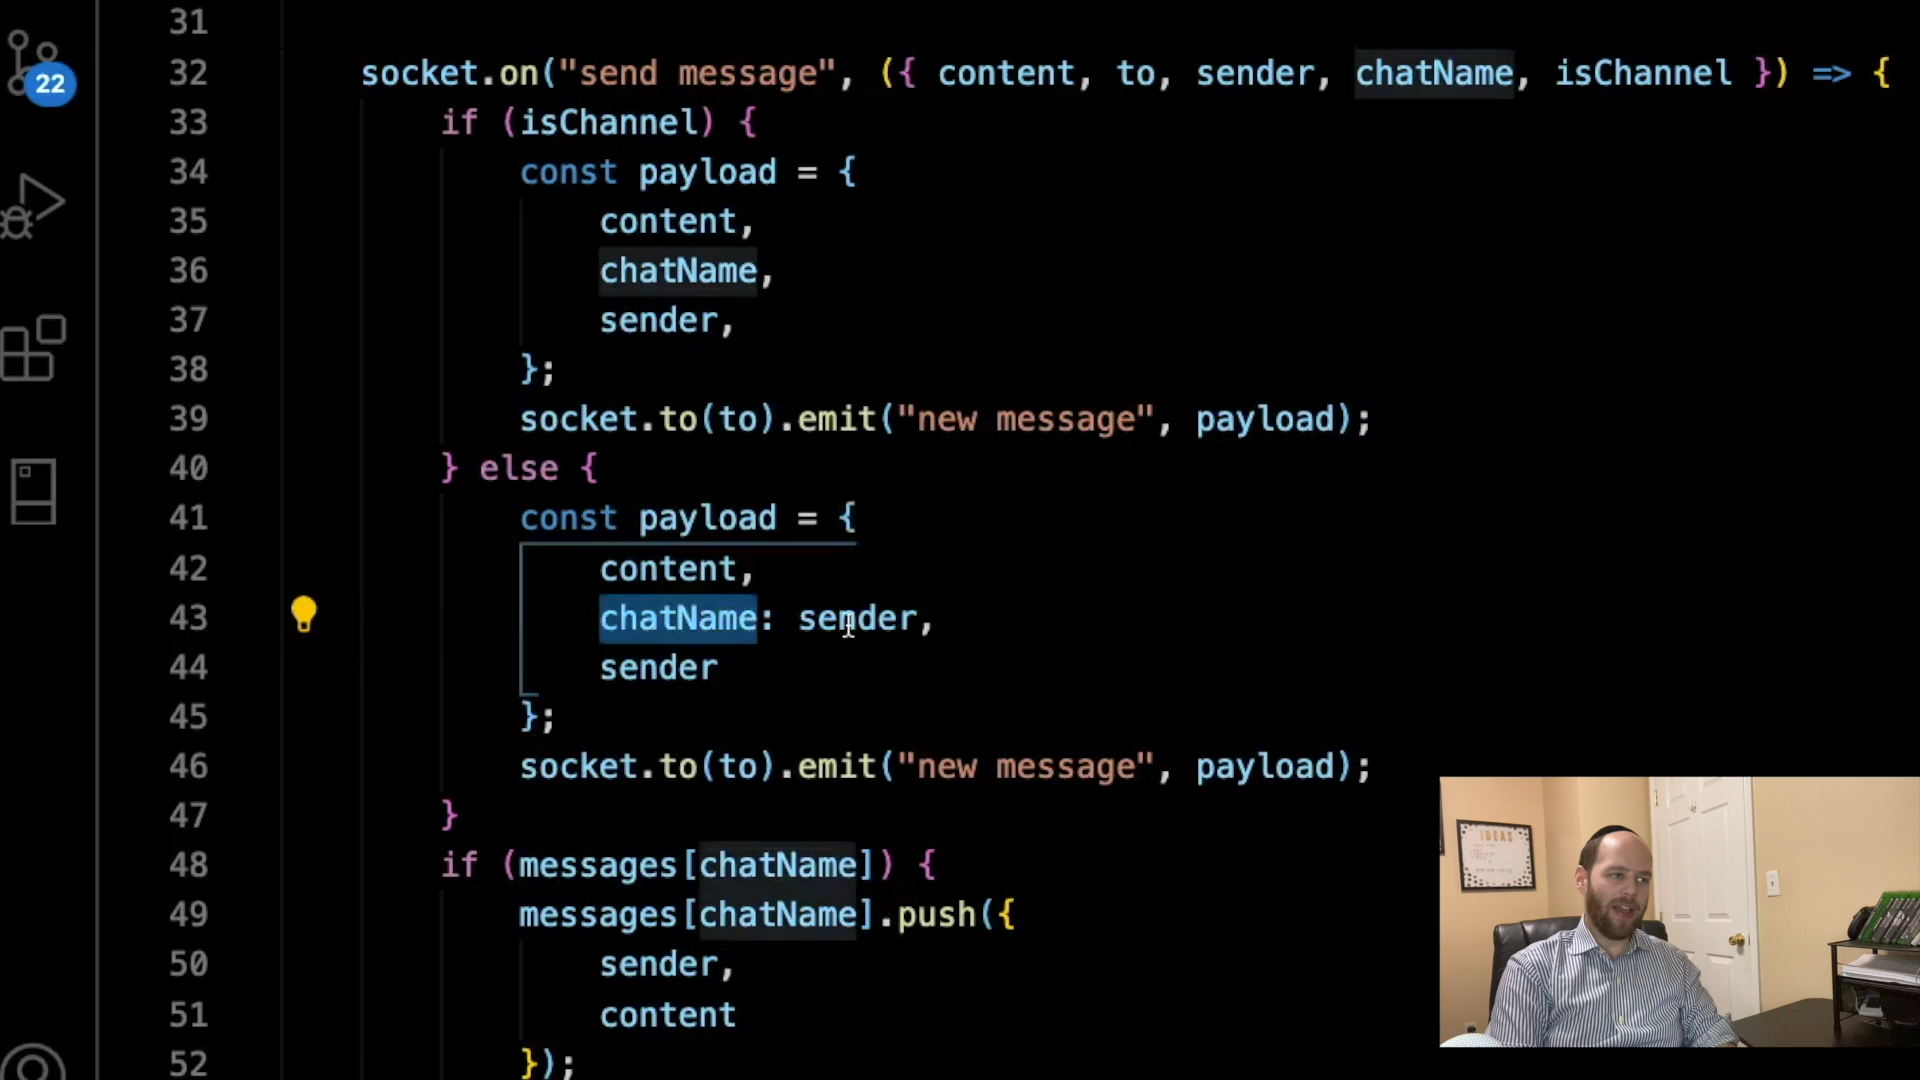 22
31
32 socket.on("send message", ({ content, to, sender, chatName, isChannel }) => {
33 if (isChannel) {
34 const payload = {
35 content,
36 chatName,
37 sender,
38 };
39 socket.to(to).emit("new message", payload);
40 } else {
41 const payload = {
42 content,
43 chatName: sender,
44 sender
45 };
46 socket.to(to).emit("new message", payload);
47 }
48 if (messages[chatName]) {
49 messages[chatName].push({
50 sender,
51 content
52 });
IDEAS